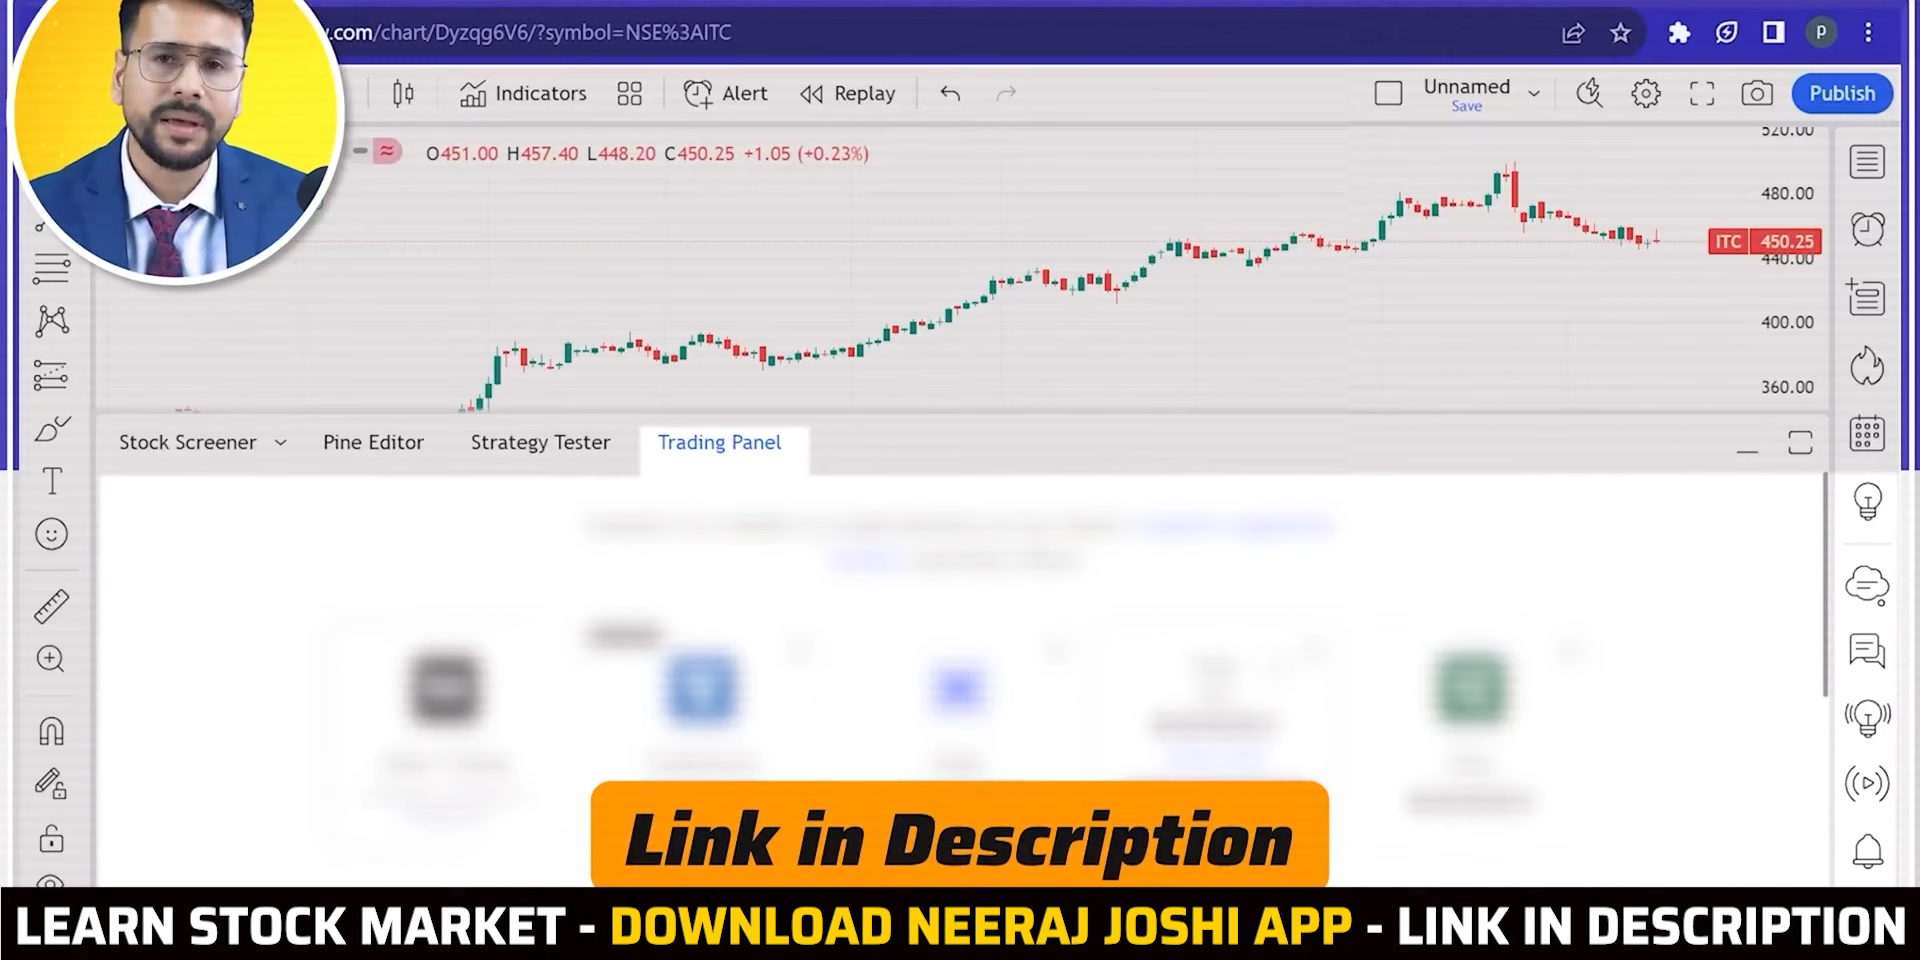 .com/chart/Dyzqg6V6/?symbol=NSE%3AITC
p
Indicators
Alert
Replay
Unnamed
Save
Publish
O451.00 H457.40 L448.20 C450.25 +1.05 (+0.23%)
520.00
480.00
ITC 450.25
440.00
400.00
360.00
Stock Screener
Pine Editor
Strategy Tester
Trading Panel
Link in Description
LEARN STOCK MARKET - DOWNLOAD NEERAJ JOSHI APP - LINK IN DESCRIPTION